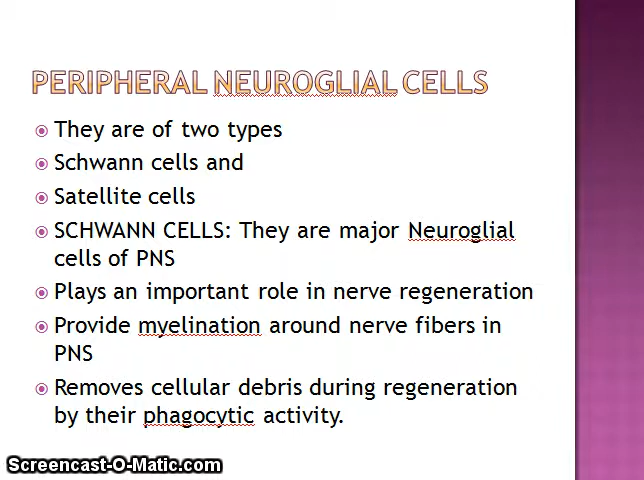 PERIPHERAL NEUROGLIAL CELLS
They are of two types
Schwann cells and
Satellite cells
SCHWANN CELLS: They are major Neuroglial
cells of PNS
Plays an important role in nerve regeneration
Provide myelination around nerve fibers in
PNS
Removes cellular debris during regeneration
by their phagocytic activity.
Screencast-O-Matic.com